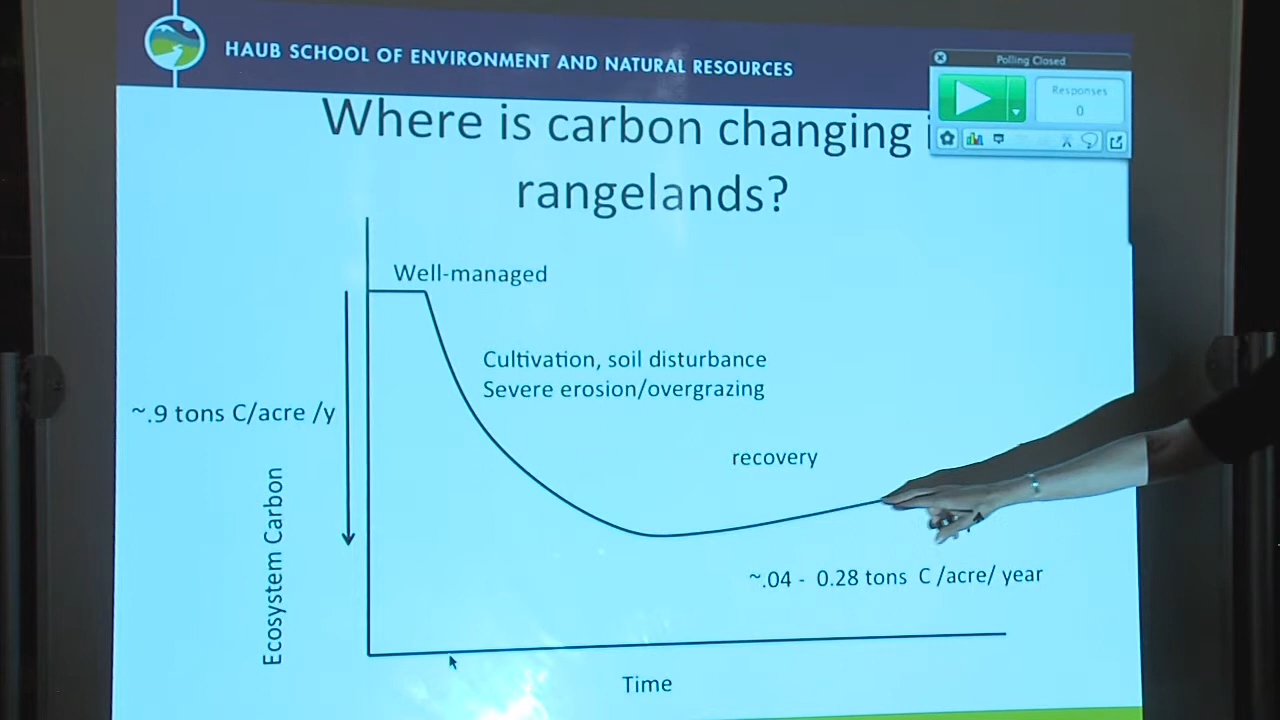 HAUB SCHOOL OF ENVIRONMENT AND NATURAL RESOURCES
Polling Closed
Responses
0
Where is carbon changing
rangelands?
Well-managed
Cultivation, soil disturbance
Severe erosion/overgrazing
~.9 tons C/acre /y
recovery
Ecosystem Carbon
~.04 - 0.28 tons C /acre/ year
Time